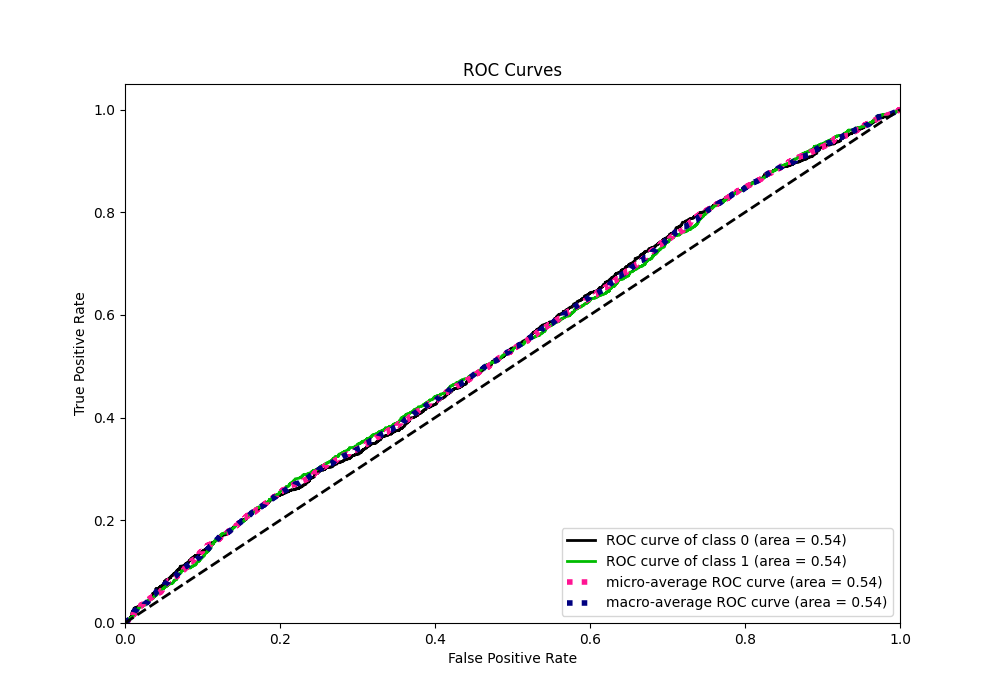 ROC Curves
True Positive Rate
1.0
0.8
0.6
0.4
0.2
0.0
ROC curve of class 0 (area = 0.54)
ROC curve of class 1 (area = 0.54)
micro-average ROC curve (area = 0.54)
macro-average ROC curve (area = 0.54)
0.0 0.2 0.4 0.6 0.8 1.0
False Positive Rate